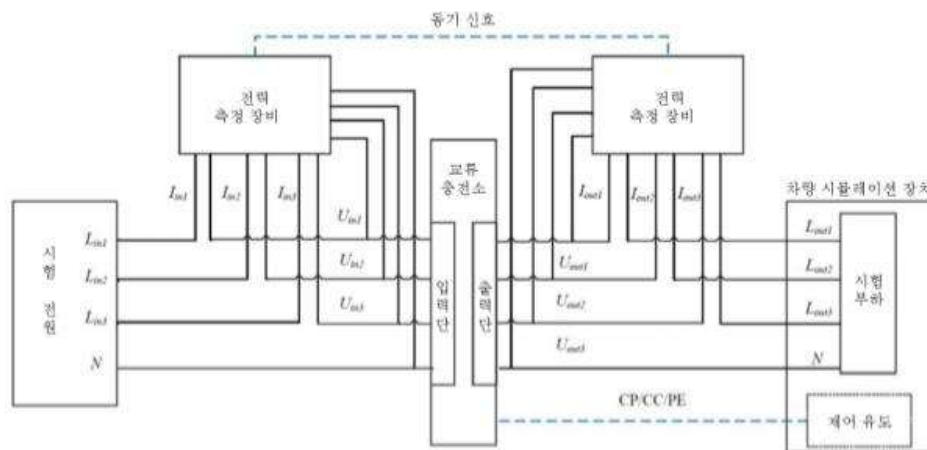 동기 신호
전력
측정 장비
전력
측정 장비
교류
충전소
차량 시뮬레이션 장치
I_in1
I_in2
I_in3
I_out1
I_out2
I_out3
U_in1
U_in2
U_in3
U_out1
U_out2
U_out3
시험
전원
L_in1
L_in2
L_in3
N
입력단
출력단
L_out1
L_out2
L_out3
N
시험
부하
CP/CC/PE
제어 유도